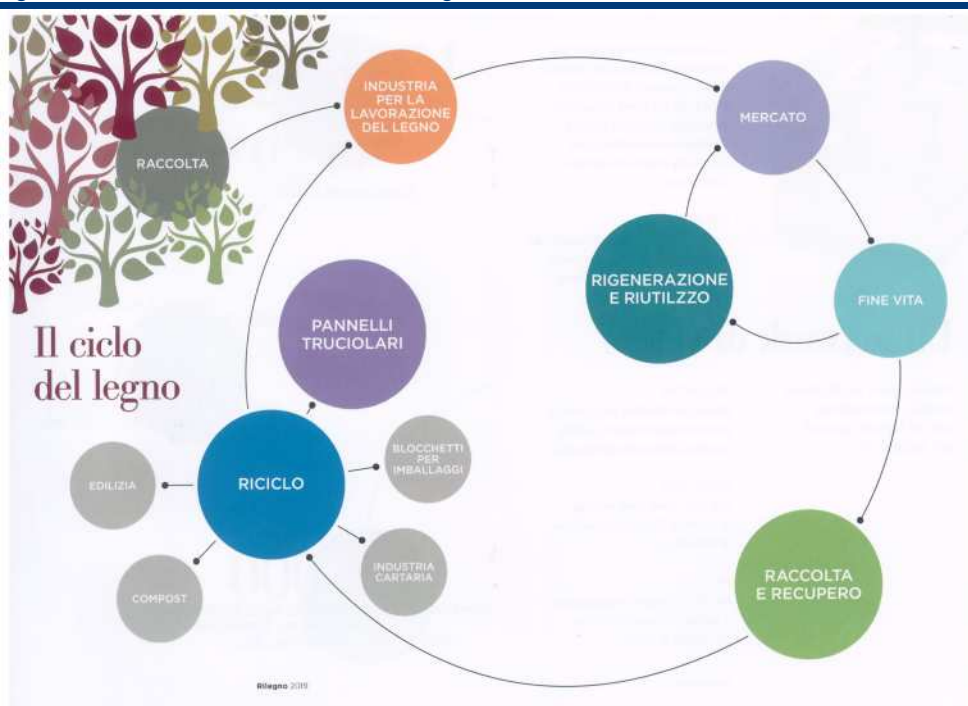 RACCOLTA
INDUSTRIA
PER LA
LAVORAZIONE
DEL LEGNO
MERCATO
RIGENERAZIONE
E RIUTILZZO
FINE VITA
PANNELLI
TRUCIOLARI
Il ciclo
del legno
BLOCCHETTI
PER
IMBALLAGGI
EDILIZIA
RICICLO
INDUSTRIA
CARTARIA
COMPOST
RACCOLTA
E RECUPERO
Rilegno 2019